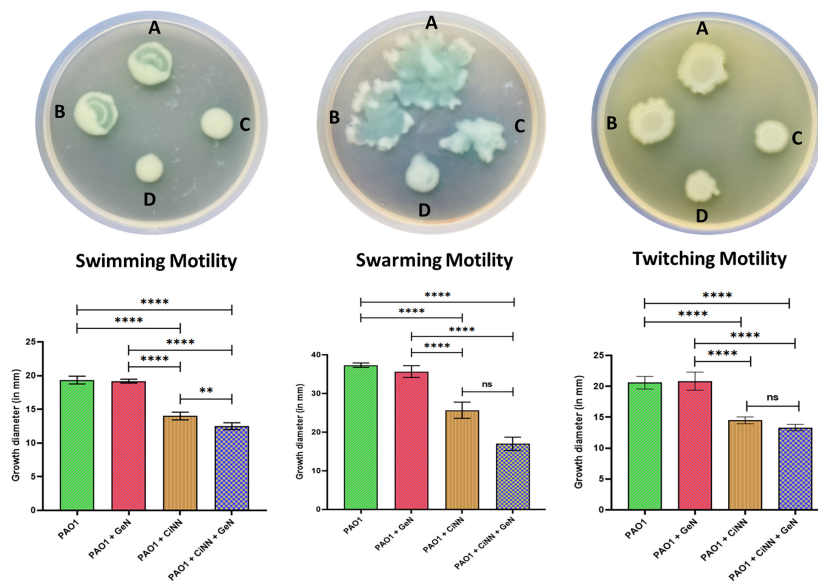 A
B
C
D
A
B
C
D
A
B
C
D
Swimming Motility
Swarming Motility
Twitching Motility
****
****
****
****
**
Growth diameter (in mm)
25
20
15
10
5
0
PAO1
PAO1 + GeN
PAO1 + CiNN
PAO1 + CiNN + GeN
****
****
****
****
ns
Growth diameter (in mm)
40
30
20
10
0
PAO1
PAO1 + GeN
PAO1 + CiNN
PAO1 + CiNN + GeN
****
****
****
****
ns
Growth diameter (in mm)
25
20
15
10
5
0
PAO1
PAO1 + GeN
PAO1 + CiNN
PAO1 + CiNN + GeN